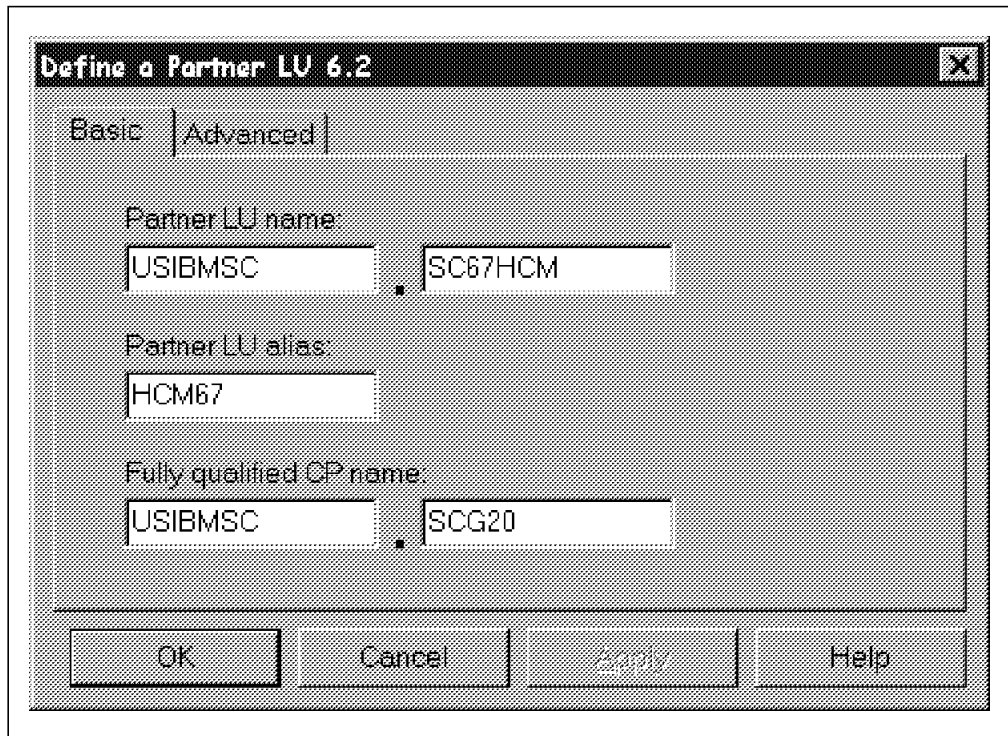 Define a Partner LU 6.2
Basic
Advanced
Partner LU name:
USIBMSC . SC67HCM
Partner LU alias:
HCM67
Fully qualified CP name:
USIBMSC . SCG20
OK
Cancel
Apply
Help